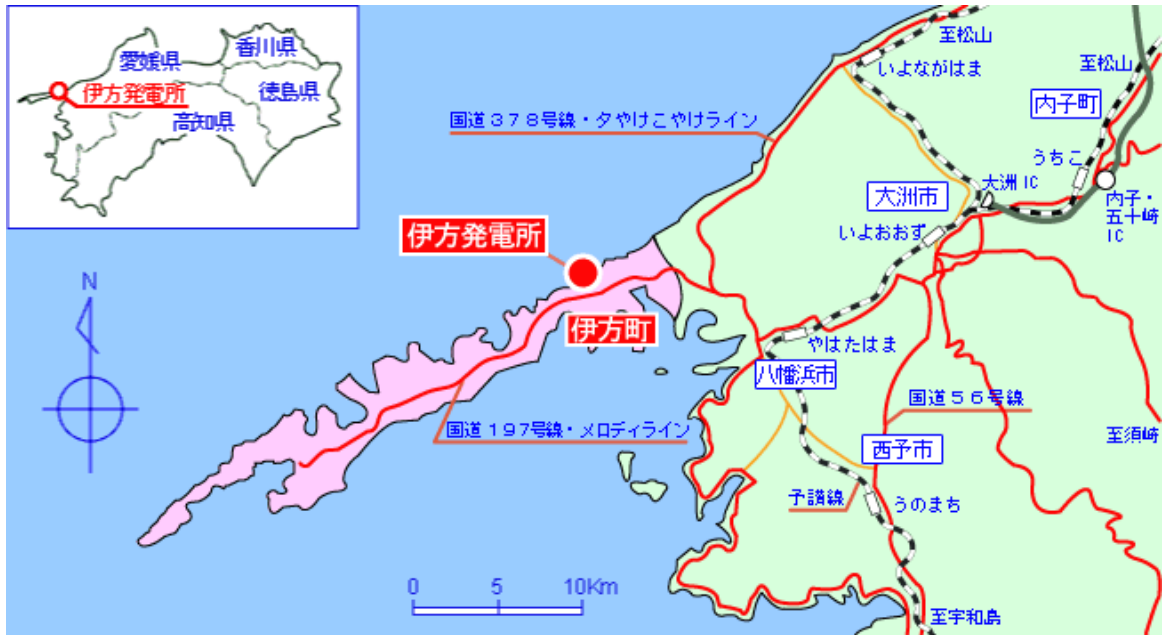 愛媛県
香川県
徳島県
高知県
伊方発電所
至松山
いよながはま
至松山
内子町
国道378号線・夕やけこやけライン
うちこ
大洲IC
大洲市
内子・
五十崎
IC
いよおおず
伊方発電所
N
伊方町
やはたはま
八幡浜市
国道56号線
国道197号線・メロディライン
至須崎
西予市
予讃線
うのまち
0 5 10Km
至宇和島